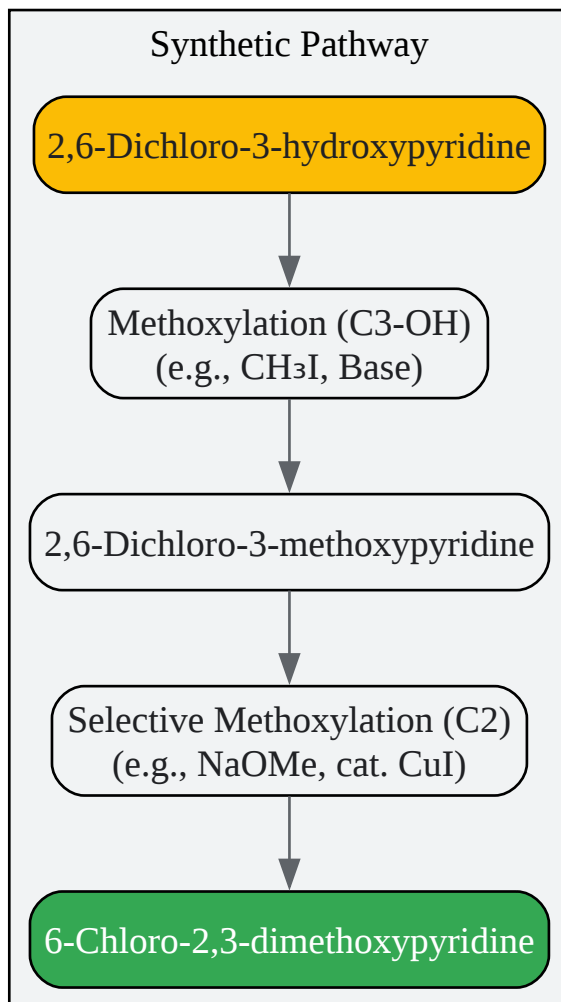 Synthetic Pathway
2,6-Dichloro-3-hydroxypyridine
Methoxylation (C3-OH)
(e.g., CH₃I, Base)
2,6-Dichloro-3-methoxypyridine
Selective Methoxylation (C2)
(e.g., NaOMe, cat. CuI)
6-Chloro-2,3-dimethoxypyridine